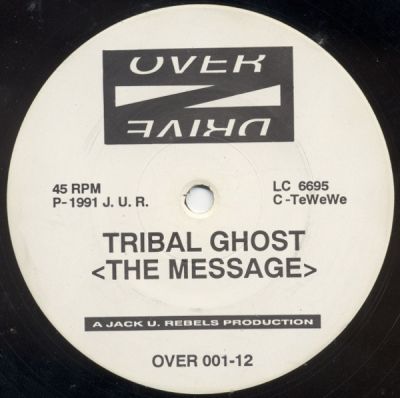 OVER
DRIVE
45 RPM
P-1991 J. U. R.
LC 6695
C-TeWeWe
TRIBAL GHOST
<THE MESSAGE>
A JACK U. REBELS PRODUCTION
OVER 001-12